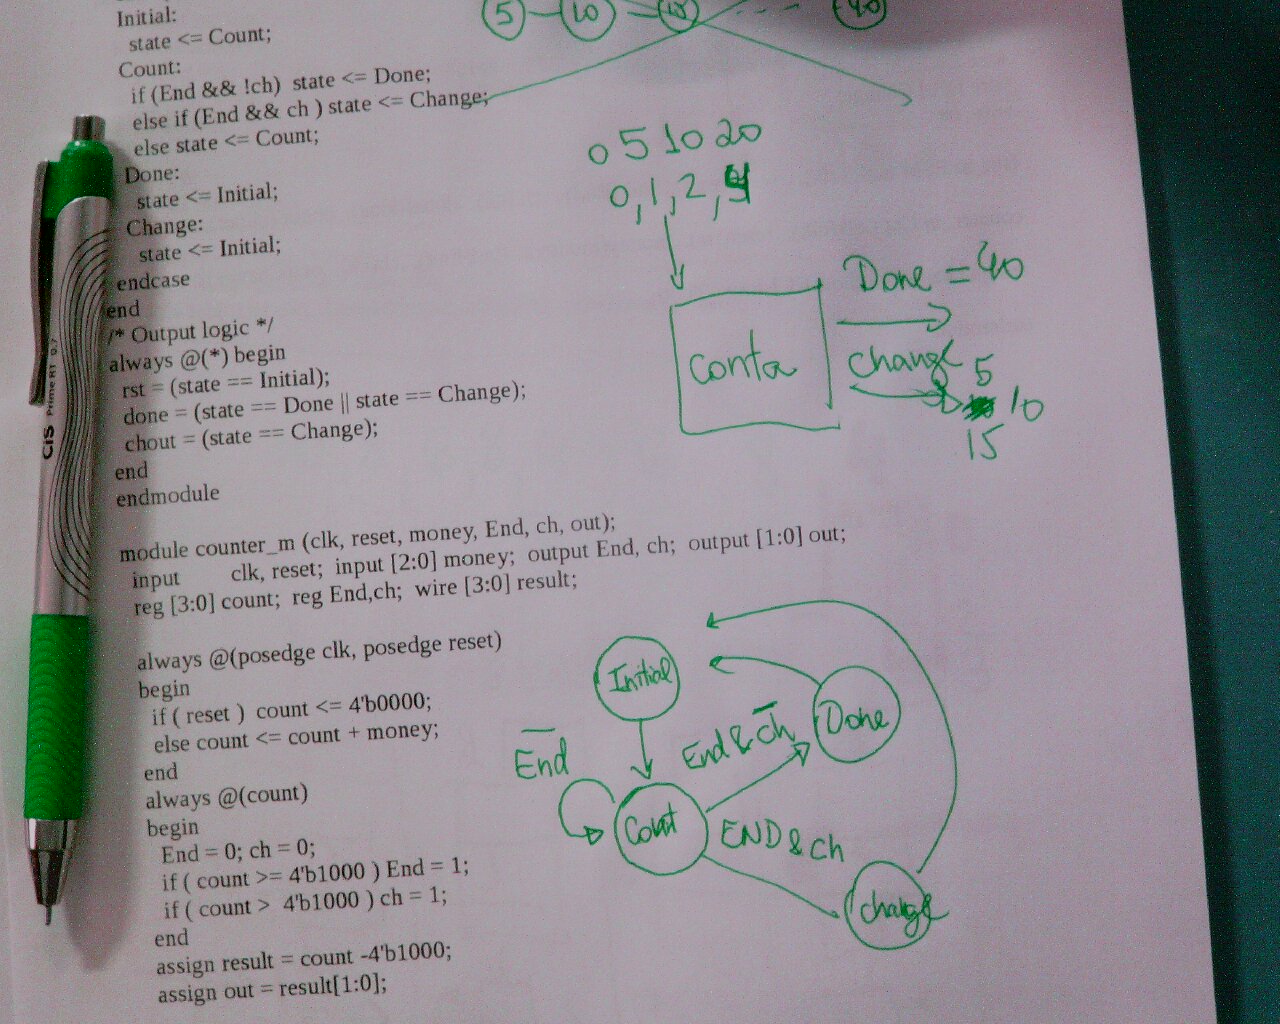 Initial:
state <= Count;
Count:
if (End && !ch) state <= Done;
else if (End && ch ) state <= Change;
else state <= Count;
Done:
state <= Initial;
Change:
state <= Initial;
endcase
end
/* Output logic */
always @(*) begin
rst = (state == Initial);
done = (state == Done || state == Change);
chout = (state == Change);
end
endmodule
module counter_m (clk, reset, money, End, ch, out);
input clk, reset; input [2:0] money; output End, ch; output [1:0] out;
reg [3:0] count; reg End,ch; wire [3:0] result;
always @(posedge clk, posedge reset)
begin
if ( reset ) count <= 4'b0000;
else count <= count + money;
end
always @(count)
begin
End = 0; ch = 0;
if ( count >= 4'b1000 ) End = 1;
if ( count > 4'b1000 ) ch = 1;
end
assign result = count -4'b1000;
assign out = result[1:0];
5 10 15 40
0 5 10 20
0, 1, 2, 4
Done = 40
Conta
Change
5
10
15
Initial
Done
End & ch
End
Count
END & ch
Change
CiS Prime RT 0.7